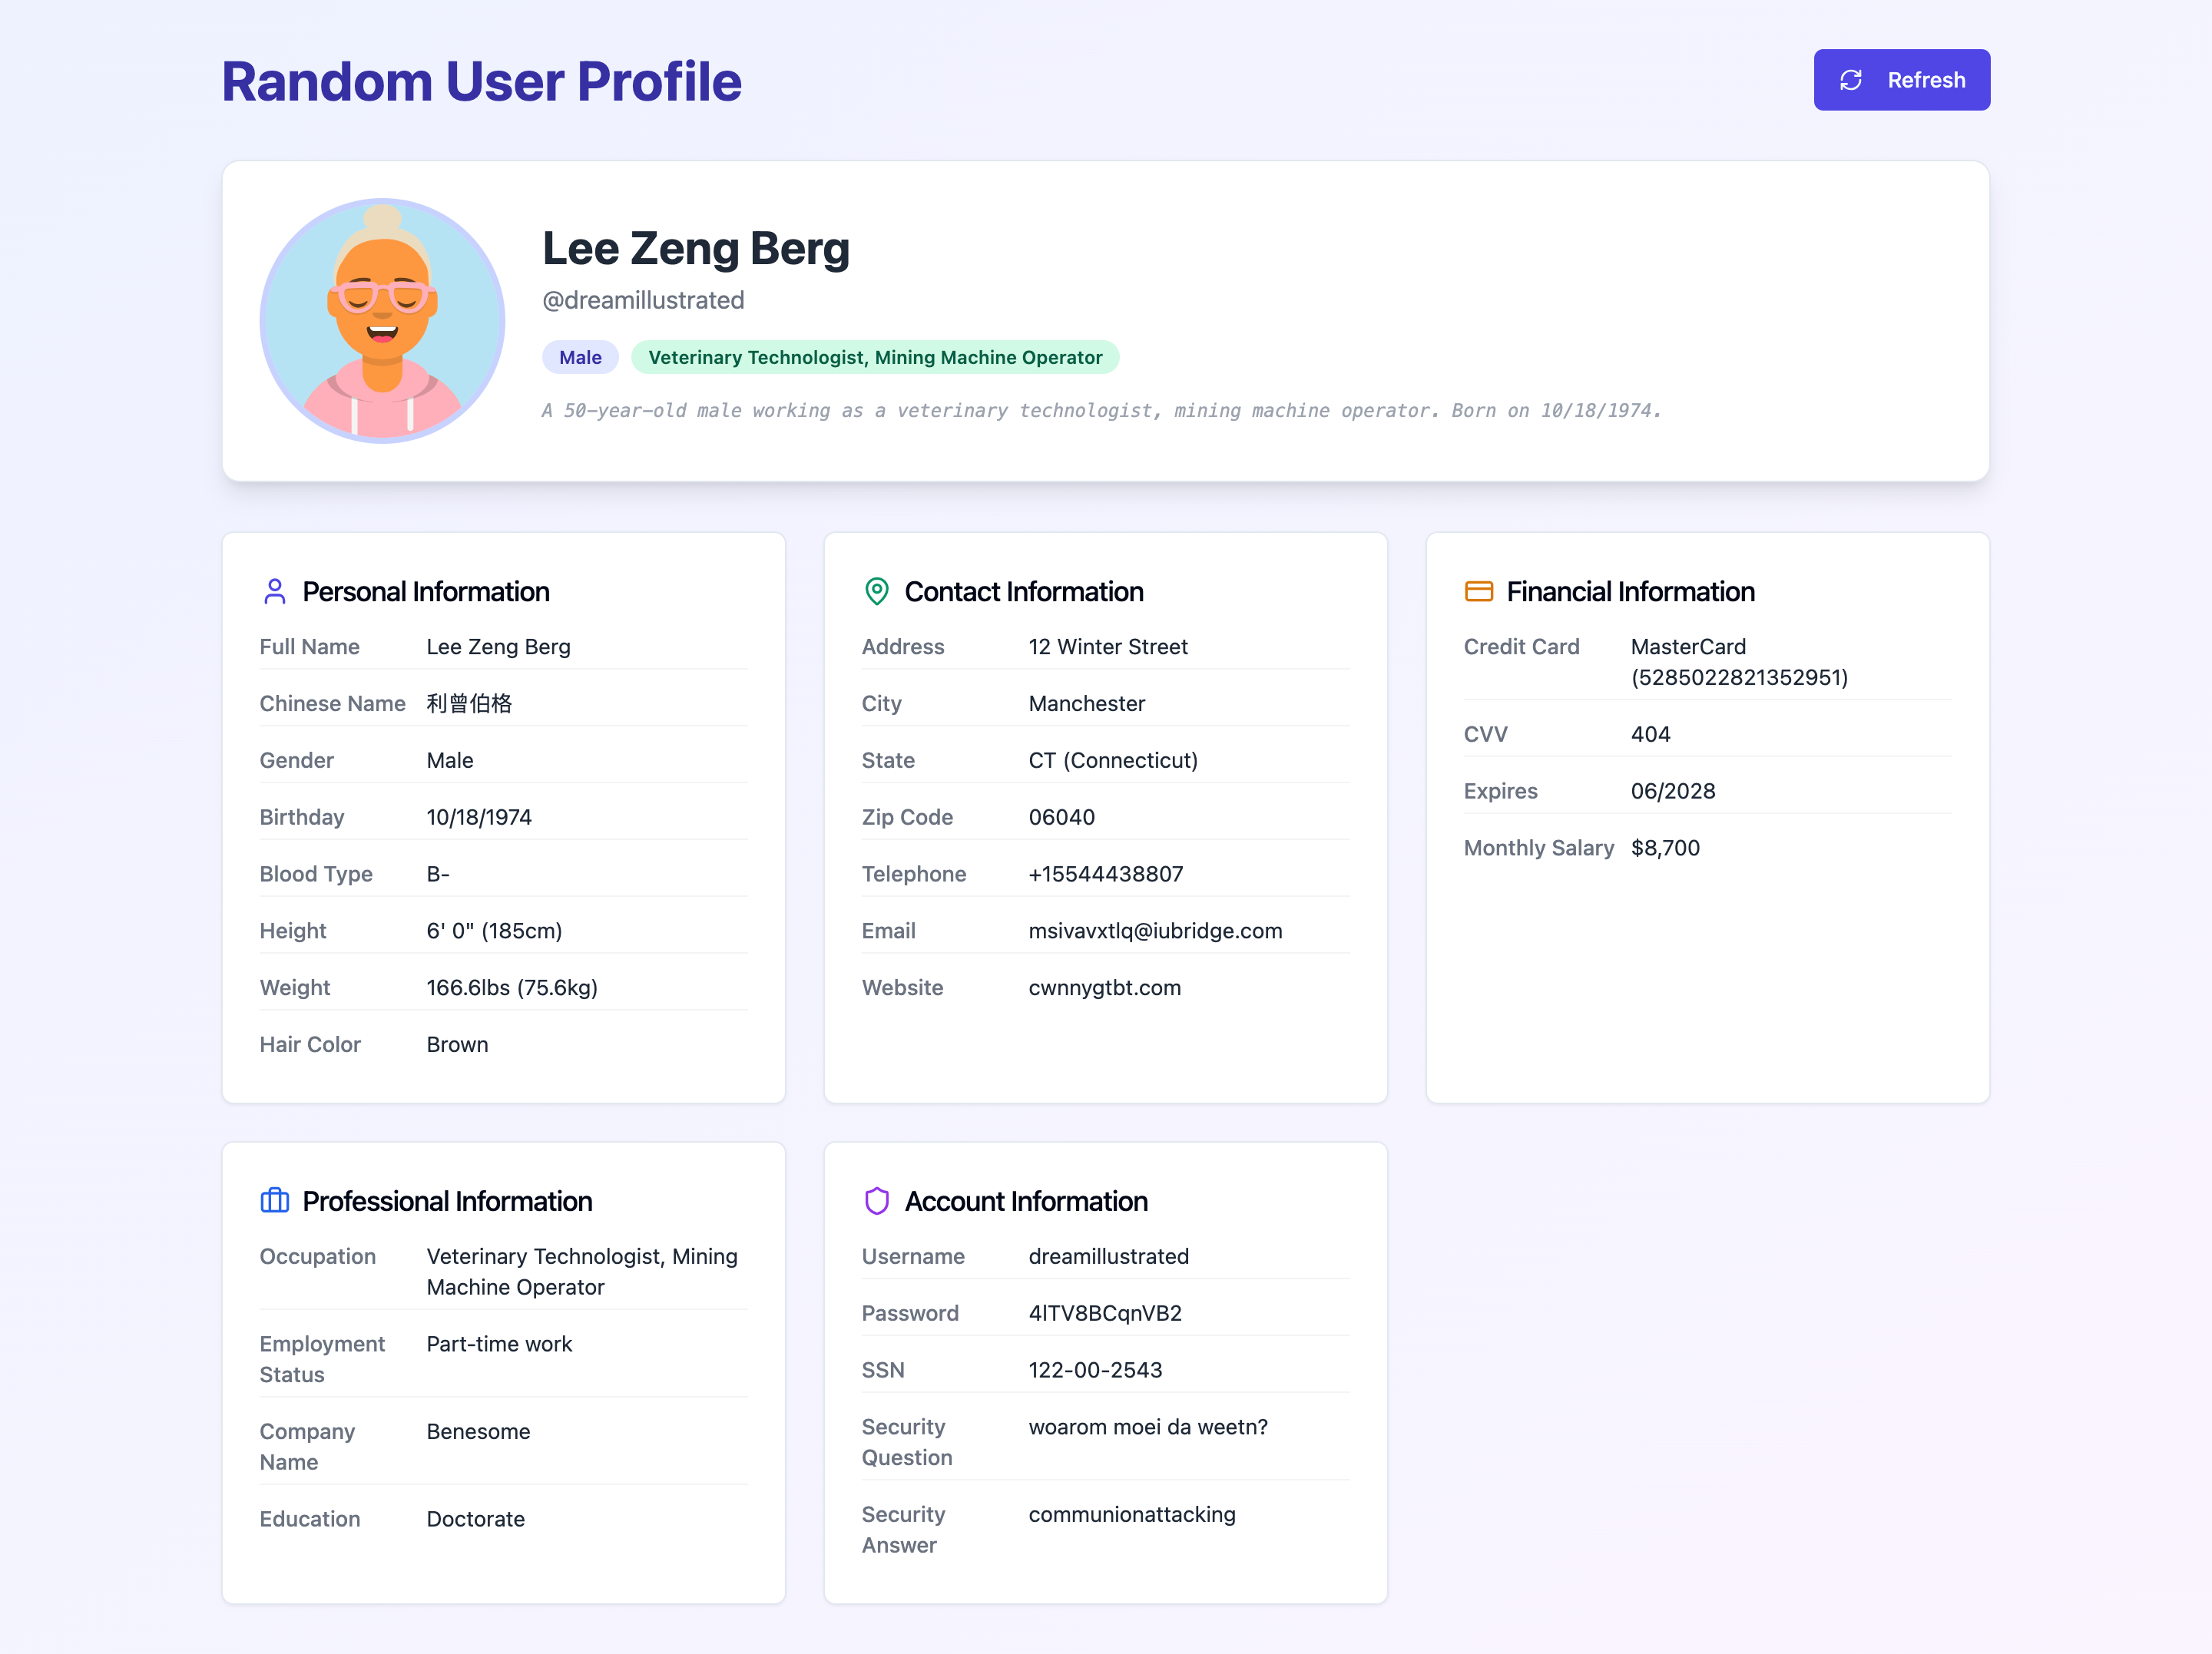 Random User Profile
Refresh
Lee Zeng Berg
@dreamillustrated
Male
Veterinary Technologist, Mining Machine Operator
A 50-year-old male working as a veterinary technologist, mining machine operator. Born on 10/18/1974.
Personal Information
Full Name Lee Zeng Berg
Chinese Name 利曾伯格
Gender Male
Birthday 10/18/1974
Blood Type B-
Height 6' 0" (185cm)
Weight 166.6lbs (75.6kg)
Hair Color Brown
Contact Information
Address 12 Winter Street
City Manchester
State CT (Connecticut)
Zip Code 06040
Telephone +15544438807
Email msivavxtlq@iubridge.com
Website cwnnygtbt.com
Financial Information
Credit Card MasterCard
(5285022821352951)
CVV 404
Expires 06/2028
Monthly Salary $8,700
Professional Information
Occupation Veterinary Technologist, Mining
Machine Operator
Employment Part-time work
Status
Company Benesome
Name
Education Doctorate
Account Information
Username dreamillustrated
Password 4lTV8BCqnVB2
SSN 122-00-2543
Security woarom moei da weetn?
Question
Security communionattacking
Answer